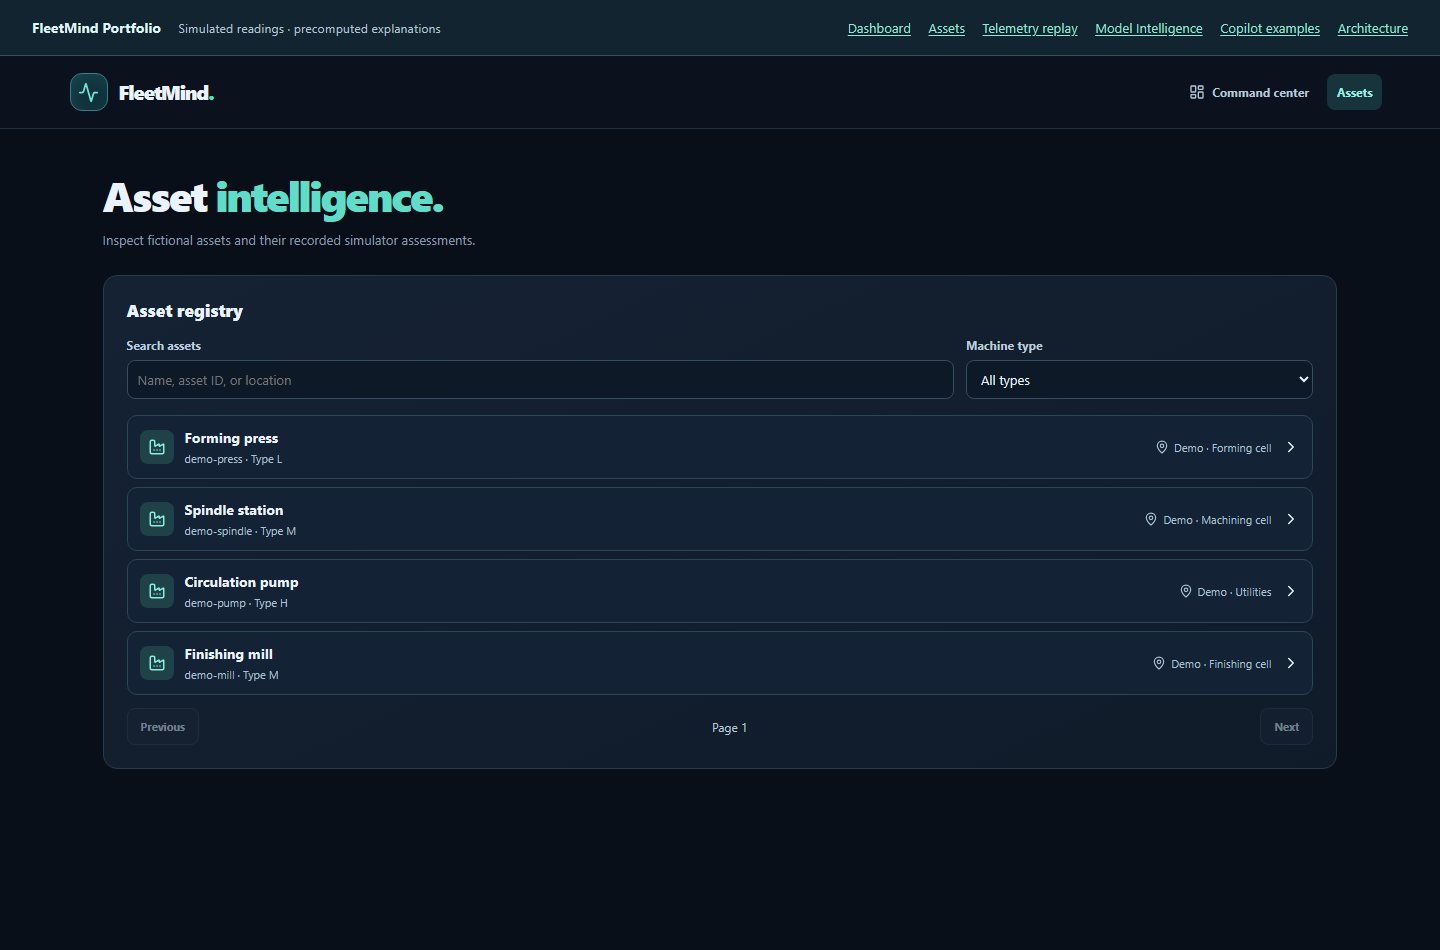 FleetMind Portfolio Simulated readings · precomputed explanations Dashboard Assets Telemetry replay Model Intelligence Copilot examples Architecture
FleetMind. Command center Assets
Asset intelligence.
Inspect fictional assets and their recorded simulator assessments.
Asset registry
Search assets Machine type
Name, asset ID, or location All types
Forming press
demo-press · Type L
Demo · Forming cell
Spindle station
demo-spindle · Type M
Demo · Machining cell
Circulation pump
demo-pump · Type H
Demo · Utilities
Finishing mill
demo-mill · Type M
Demo · Finishing cell
Previous Page 1 Next